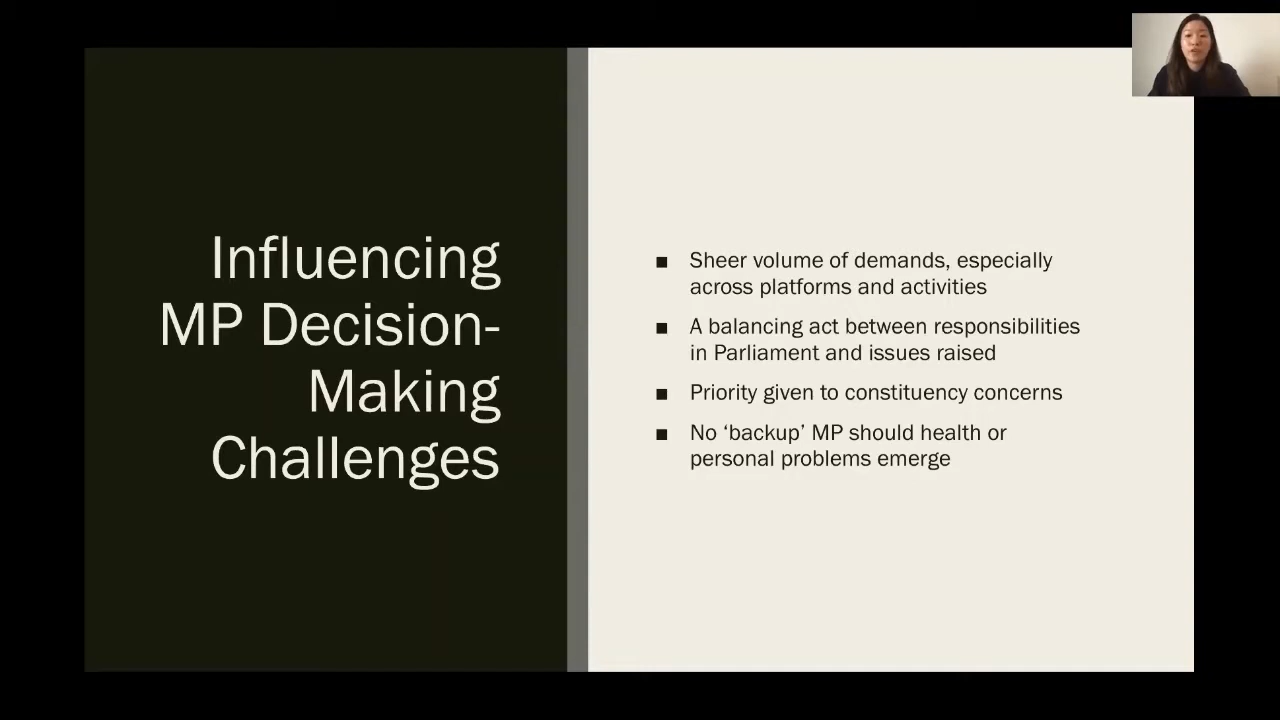 Influencing
MP Decision-
Making
Challenges
■ Sheer volume of demands, especially
across platforms and activities
■ A balancing act between responsibilities
in Parliament and issues raised
■ Priority given to constituency concerns
■ No ‘backup’ MP should health or
personal problems emerge